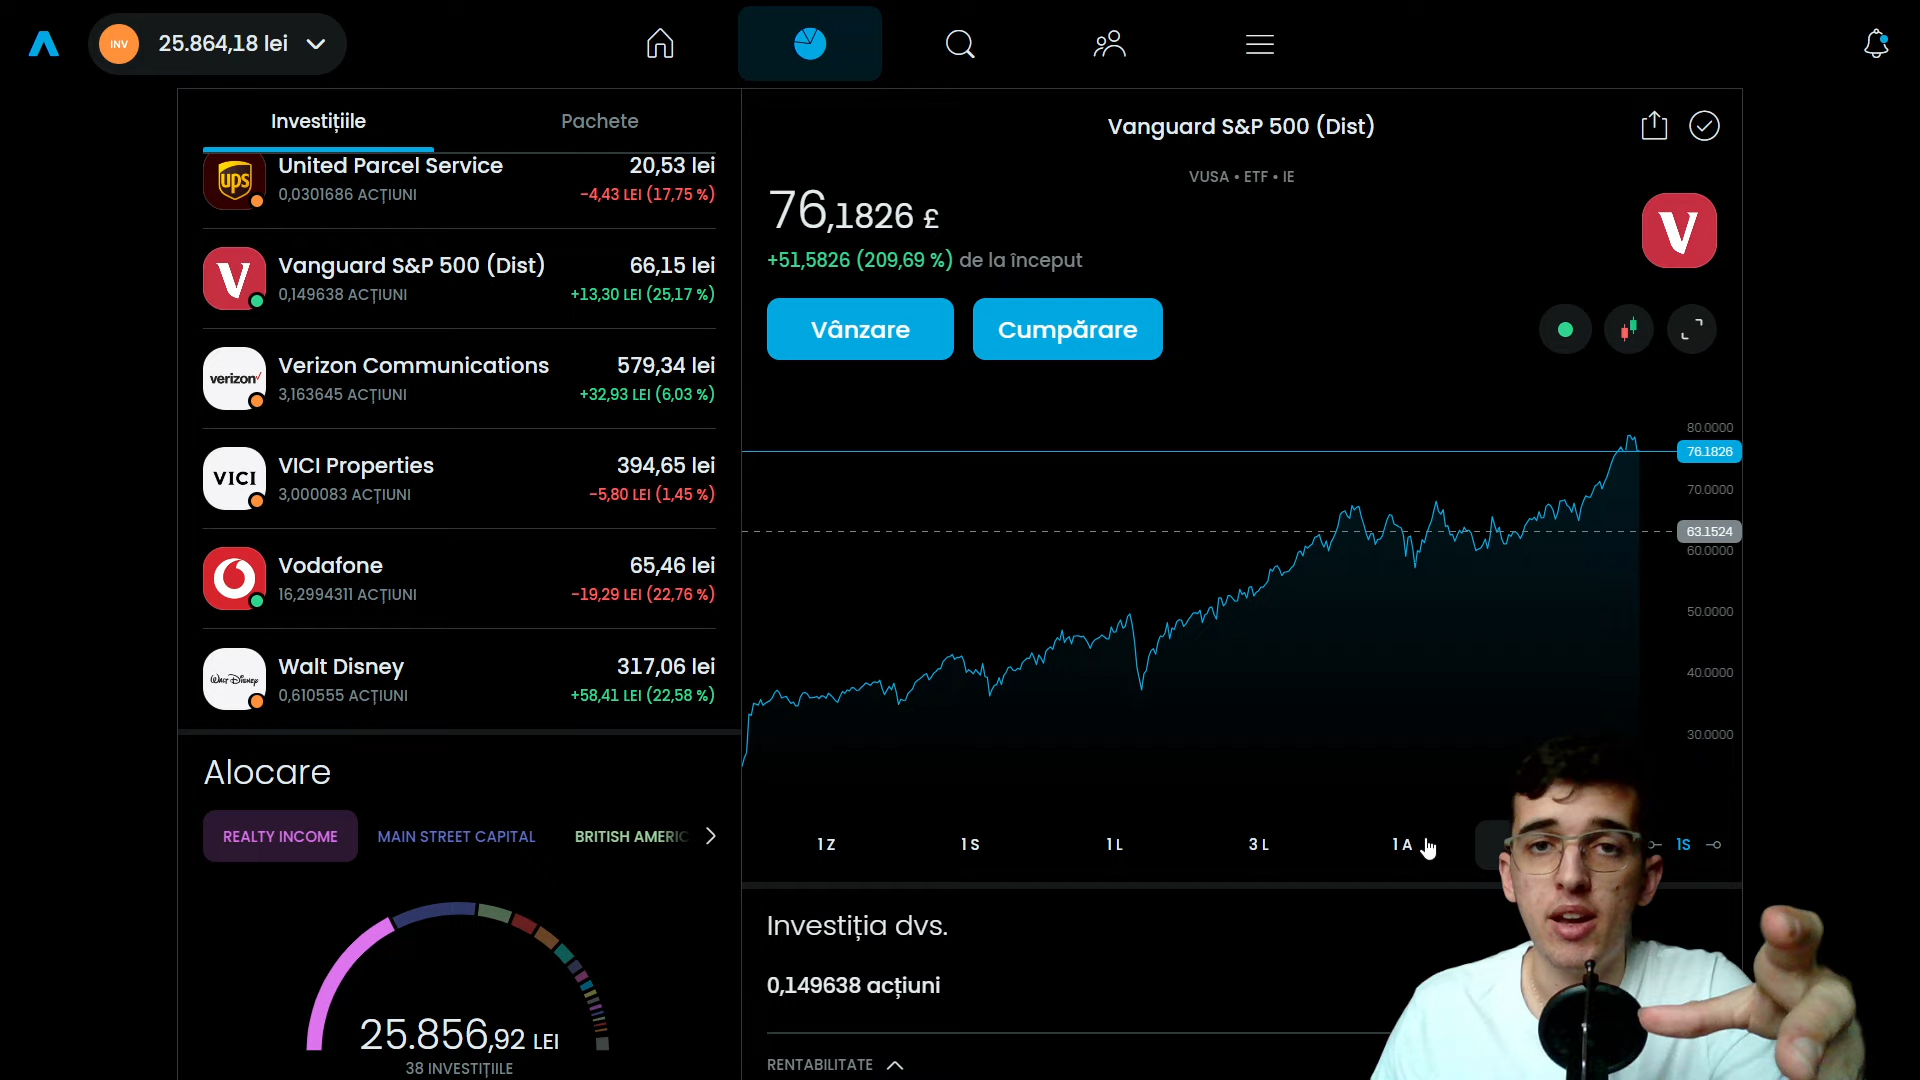 INV
25.864,18 lei
Investițiile
Pachete
ups
United Parcel Service
20,53 lei
0,0301686 ACȚIUNI
−4,43 LEI (17,75 %)
V
Vanguard S&P 500 (Dist)
66,15 lei
0,149638 ACȚIUNI
+13,30 LEI (25,17 %)
verizon
Verizon Communications
579,34 lei
3,163645 ACȚIUNI
+32,93 LEI (6,03 %)
VICI
VICI Properties
394,65 lei
3,000083 ACȚIUNI
−5,80 LEI (1,45 %)
Vodafone
65,46 lei
16,2994311 ACȚIUNI
−19,29 LEI (22,76 %)
Walt Disney
Walt Disney
317,06 lei
0,610555 ACȚIUNI
+58,41 LEI (22,58 %)
Alocare
REALTY INCOME
MAIN STREET CAPITAL
BRITISH AMERIC
25.856,92 LEI
38 INVESTIȚIILE
Vanguard S&P 500 (Dist)
VUSA • ETF • IE
76,1826 £
+51,5826 (209,69 %) de la început
V
Vânzare
Cumpărare
80.0000
76.1826
70.0000
63.1524
60.0000
50.0000
40.0000
30.0000
1 Z
1 S
1 L
3 L
1 A
1S
Investiția dvs.
0,149638 acțiuni
RENTABILITATE